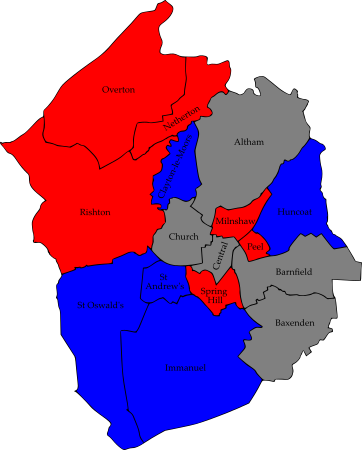 Overton
Netherton
Altham
Clayton-le-Moors
Rishton
Milnshaw
Huncoat
Church
Central
Peel
Barnfield
St.
Andrew's
Spring
Hill
St Oswald's
Baxenden
Immanuel